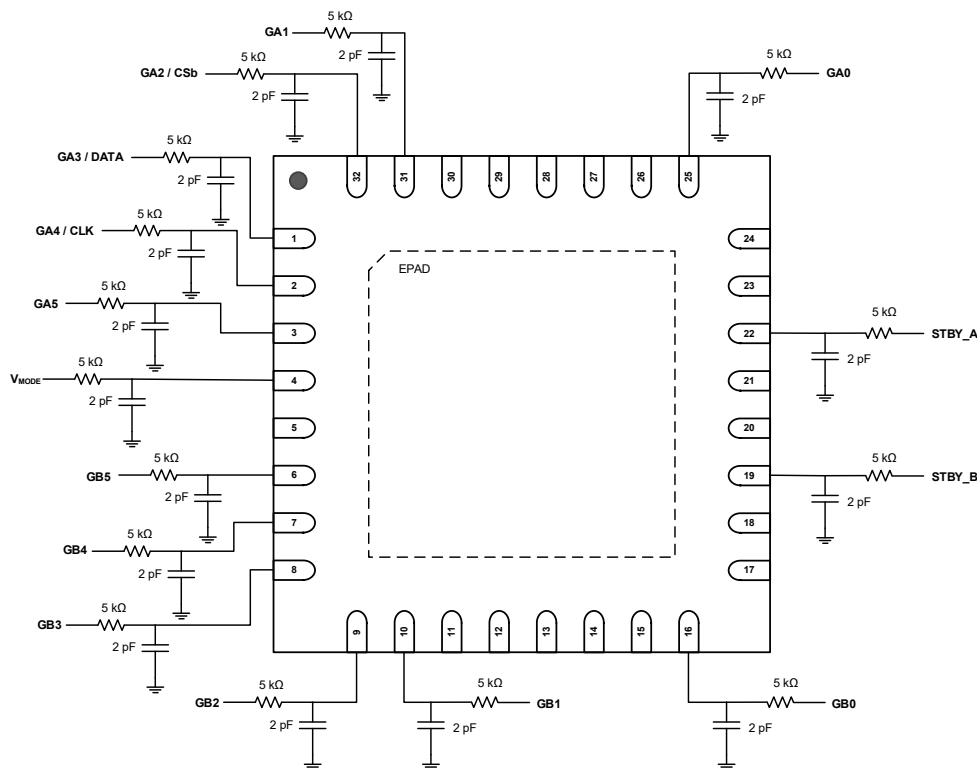 5 kΩ
GA1
2 pF
5 kΩ
GA2 / CSb
2 pF
5 kΩ
GA0
2 pF
5 kΩ
GA3 / DATA
2 pF
5 kΩ
GA4 / CLK
2 pF
5 kΩ
GA5
2 pF
5 kΩ
VMODE
2 pF
5 kΩ
GB5
2 pF
5 kΩ
GB4
2 pF
5 kΩ
GB3
2 pF
32
31
30
29
28
27
26
25
1
2
3
4
5
6
7
8
EPAD
24
23
22
21
20
19
18
17
5 kΩ
STBY_A
2 pF
5 kΩ
STBY_B
2 pF
9
10
11
12
13
14
15
16
5 kΩ
GB2
2 pF
5 kΩ
GB1
2 pF
5 kΩ
GB0
2 pF